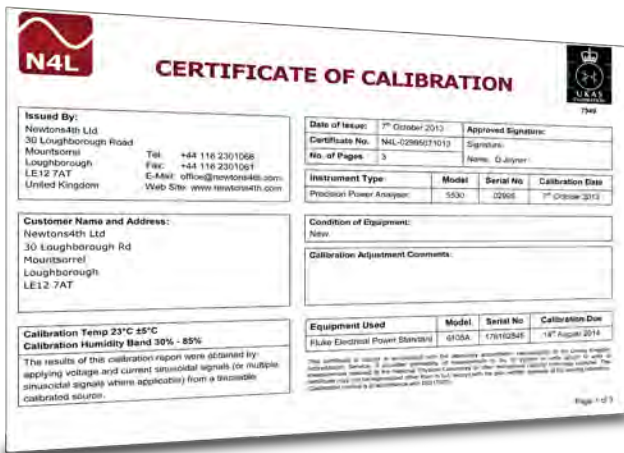 N4L
CERTIFICATE OF CALIBRATION
UKAS
CALIBRATION
7949
Issued By:
Newtons4th Ltd
30 Loughborough Road
Mountsorrel
Loughborough
LE12 7AT
United Kingdom
Tel: +44 116 2301066
Fax: +44 116 2301061
E-Mail: office@newtons4th.com
Web Site: www.newtons4th.com
Date of Issue: 7th October 2013 Approved Signature:
Certificate No. N4L-02995071013 Signature:
No. of Pages 3 Name: D Joyner
Instrument Type Model Serial No Calibration Date
Precision Power Analyser: 5530 02995 7th October 2013
Customer Name and Address:
Newtons4th Ltd
30 Loughborough Rd
Mountsorrel
Loughborough
LE12 7AT
Condition of Equipment:
New.
Calibration Adjustment Comments:
Calibration Temp 23°C ±5°C
Calibration Humidity Band 30% - 85%
The results of this calibration report were obtained by
applying voltage and current sinusoidal signals (or multiple
sinusoidal signals where applicable) from a traceable
calibrated source.
Equipment Used Model Serial No Calibration Due
Fluke Electrical Power Standard 6105A 14th August 2014
Page 1 of 3